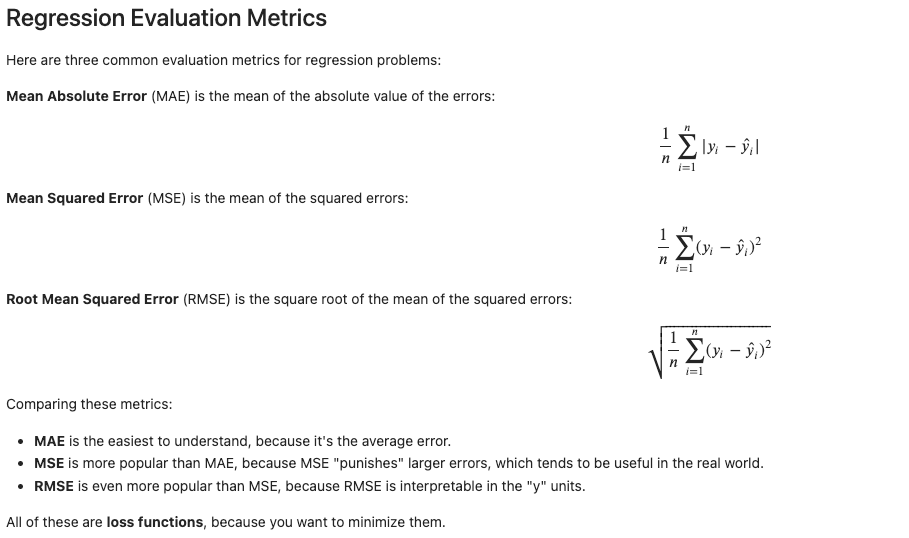 Regression Evaluation Metrics
Here are three common evaluation metrics for regression problems:
Mean Absolute Error (MAE) is the mean of the absolute value of the errors:
$$\frac{1}{n}\sum_{i=1}^{n}|y_i - \hat{y}_i|$$
Mean Squared Error (MSE) is the mean of the squared errors:
$$\frac{1}{n}\sum_{i=1}^{n}(y_i - \hat{y}_i)^2$$
Root Mean Squared Error (RMSE) is the square root of the mean of the squared errors:
$$\sqrt{\frac{1}{n}\sum_{i=1}^{n}(y_i - \hat{y}_i)^2}$$
Comparing these metrics:
• MAE is the easiest to understand, because it's the average error.
• MSE is more popular than MAE, because MSE "punishes" larger errors, which tends to be useful in the real world.
• RMSE is even more popular than MSE, because RMSE is interpretable in the "y" units.
All of these are loss functions, because you want to minimize them.